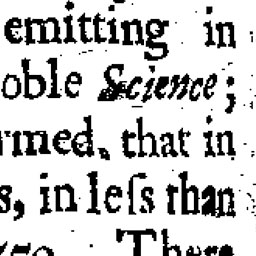 emitting in
oble Science;
rmed, that in
s, in leſs than